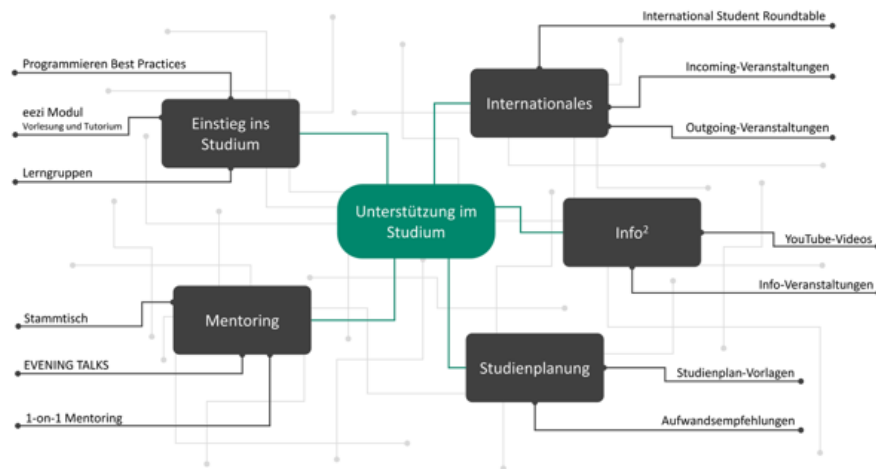 International Student Roundtable
Programmieren Best Practices
Incoming-Veranstaltungen
Internationales
eezi Modul
Vorlesung und Tutorium
Einstieg ins
Studium
Outgoing-Veranstaltungen
Lerngruppen
Unterstützung im
Studium
Info²
YouTube-Videos
Info-Veranstaltungen
Stammtisch
Mentoring
EVENING TALKS
Studienplanung
Studienplan-Vorlagen
1-on-1 Mentoring
Aufwandsempfehlungen